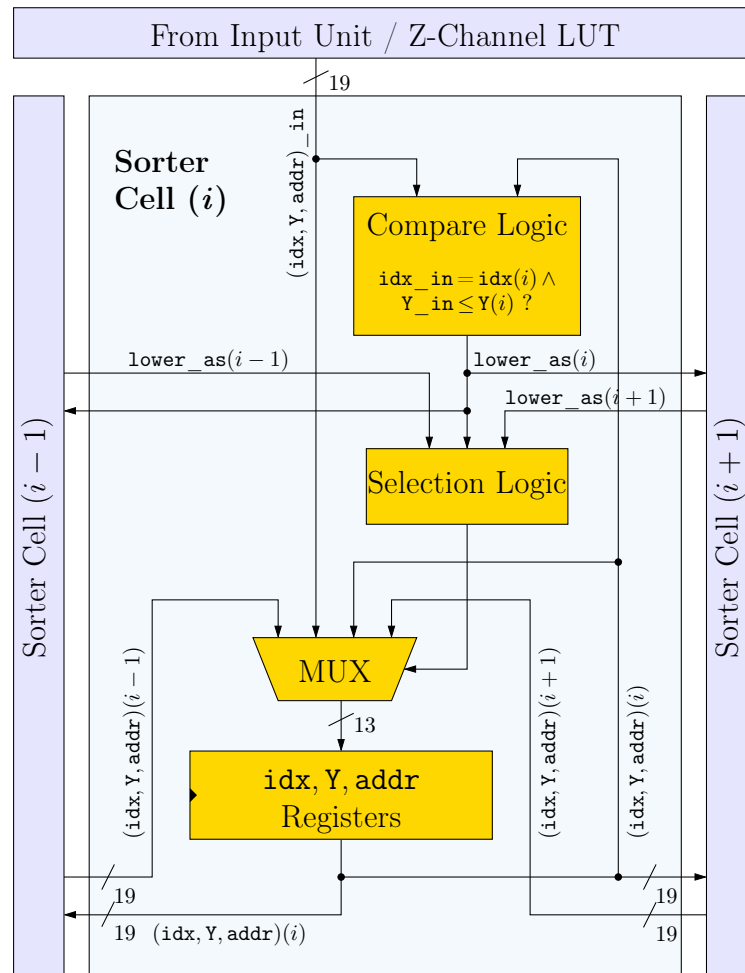 From Input Unit / Z-Channel LUT
19
Sorter
Cell (i)
(idx, Y, addr)_in
Compare Logic
idx_in = idx(i) ∧
Y_in ≤ Y(i) ?
lower_as(i − 1)
lower_as(i)
lower_as(i + 1)
Selection Logic
Sorter Cell (i − 1)
Sorter Cell (i + 1)
MUX
13
(idx, Y, addr)(i − 1)
(idx, Y, addr)(i + 1)
(idx, Y, addr)(i)
idx, Y, addr
Registers
19
19
19
19
(idx, Y, addr)(i)